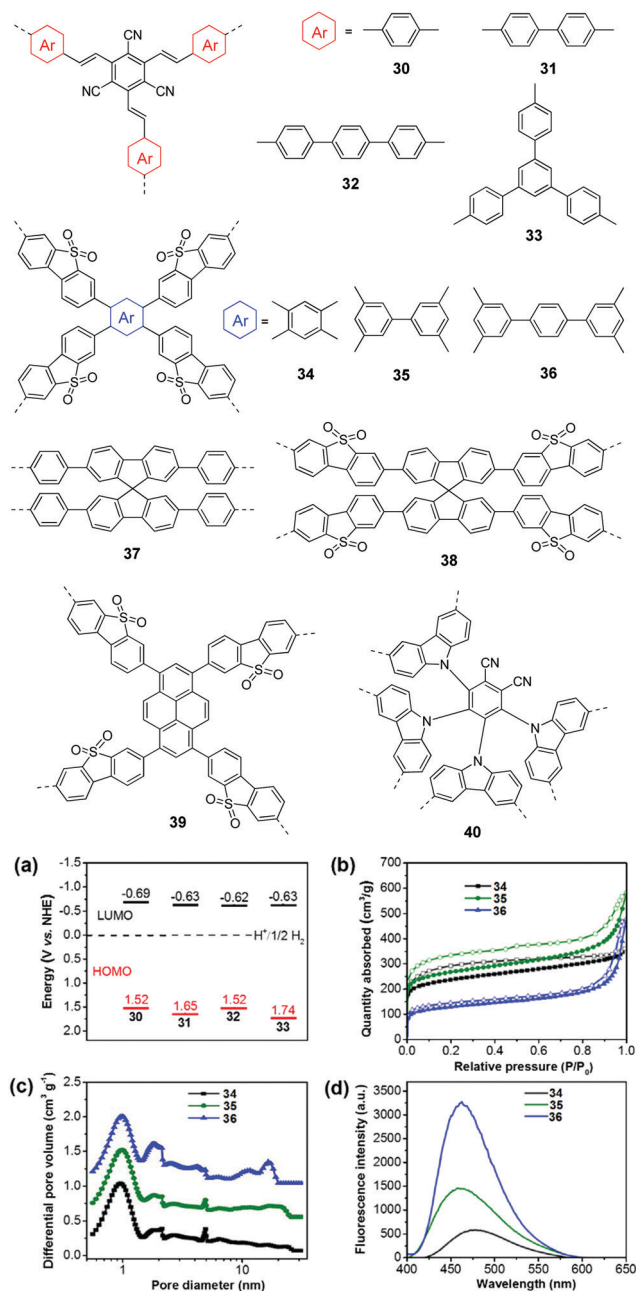 Ar
Ar
CN
CN
CN
Ar
Ar =
30
31
32
33
O O
S
O O
S
Ar
S
O O
S
O O
Ar =
34
35
36
37
O O
S
O O
S
S
O O
S
O O
38
O O
S
S
O O
O O
S
S
O O
39
N
CN
CN
N
N
N
40
(a)
Energy (V vs. NHE)
-1.5
-1.0
-0.5
0.0
0.5
1.0
1.5
2.0
-0.69
-0.63
-0.62
-0.63
LUMO
H+/1/2 H2
HOMO
1.52
1.65
1.52
1.74
30
31
32
33
(b)
Quantity absorbed (cm3/g)
700
600
500
400
300
200
100
0
34
35
36
0.0 0.2 0.4 0.6 0.8 1.0
Relative pressure (P/P0)
(c)
Differential pore volume (cm3 g-1)
2.5
2.0
1.5
1.0
0.5
0.0
34
35
36
1 10
Pore diameter (nm)
(d)
Fluorescence intensity (a.u.)
3500
3000
2500
2000
1500
1000
500
0
34
35
36
400 450 500 550 600 650
Wavelength (nm)